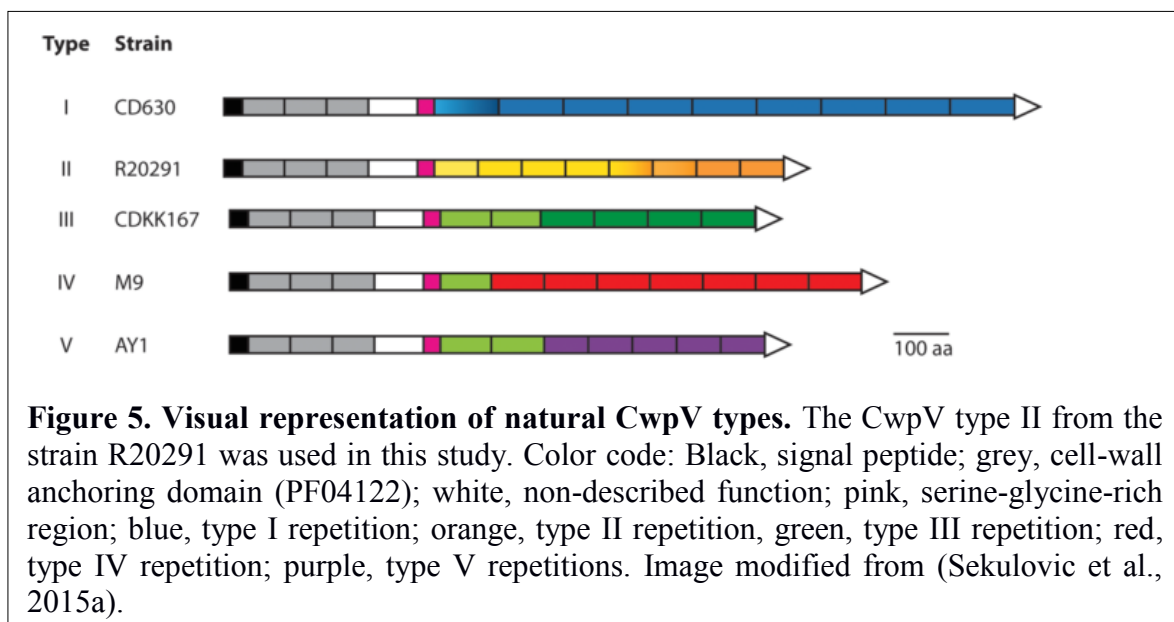 Type Strain
I CD630
II R20291
III CDKK167
IV M9
V AY1
100 aa
Figure 5. Visual representation of natural CwpV types. The CwpV type II from the
strain R20291 was used in this study. Color code: Black, signal peptide; grey, cell-wall
anchoring domain (PF04122); white, non-described function; pink, serine-glycine-rich
region; blue, type I repetition; orange, type II repetition, green, type III repetition; red,
type IV repetition; purple, type V repetitions. Image modified from (Sekulovic et al.,
2015a).